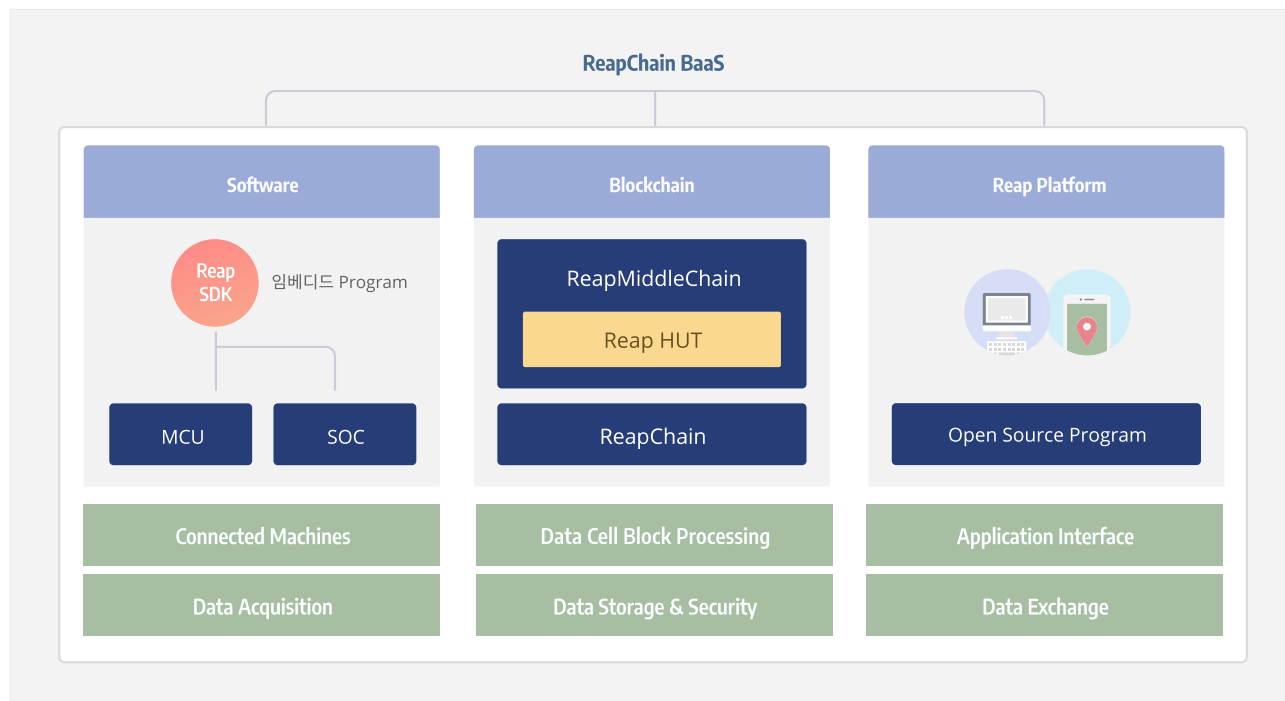 ReapChain BaaS
Software
Reap
SDK
임베디드 Program
MCU
SOC
Connected Machines
Data Acquisition
Blockchain
ReapMiddleChain
Reap HUT
ReapChain
Data Cell Block Processing
Data Storage & Security
Reap Platform
Open Source Program
Application Interface
Data Exchange